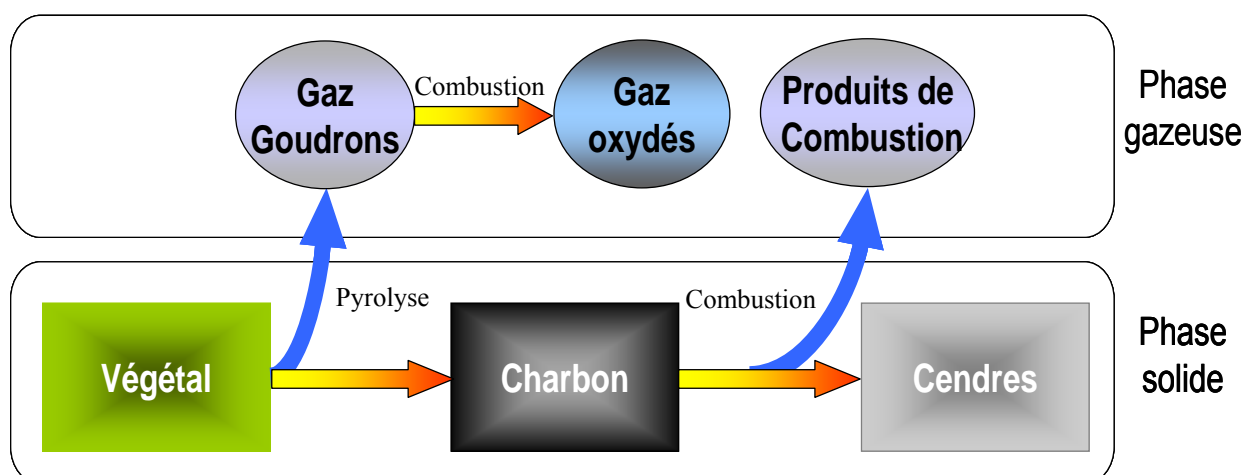 Gaz
Goudrons
Combustion
Gaz
oxydés
Produits de
Combustion
Phase
gazeuse
Pyrolyse
Combustion
Végétal
Charbon
Cendres
Phase
solide